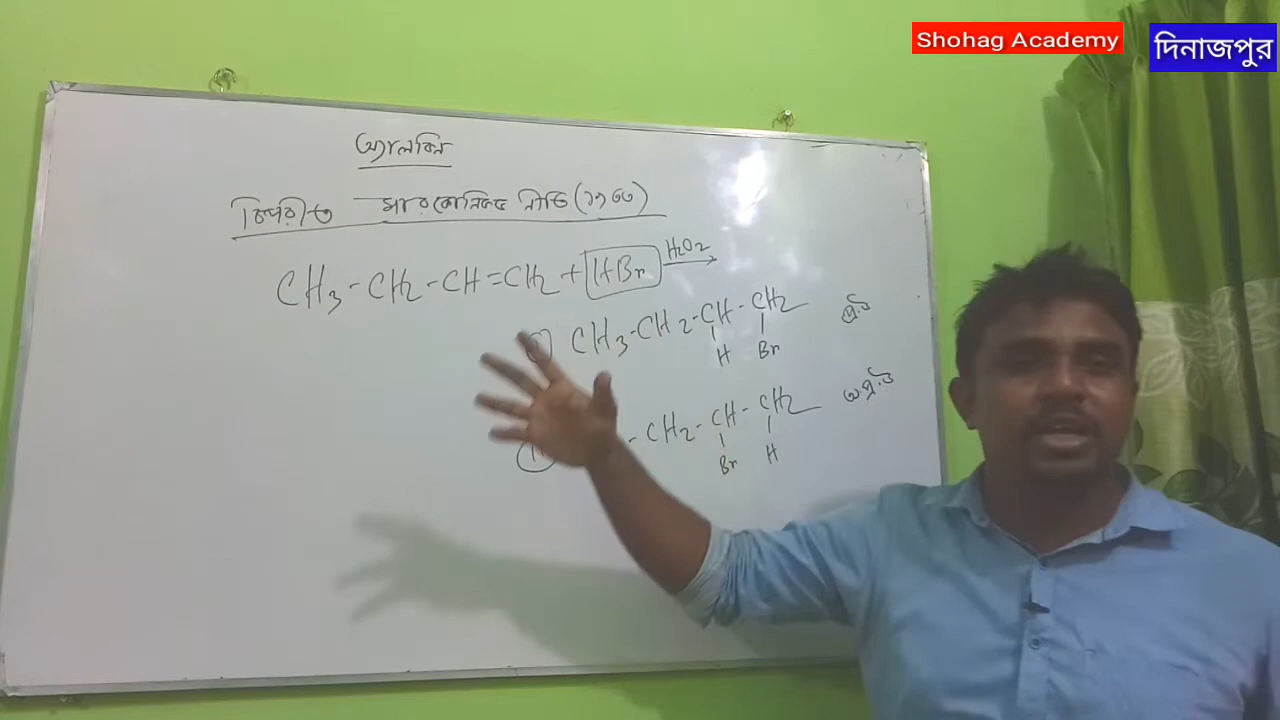 Shohag Academy
দিনাজপুর
অ্যালকিন
বিপরীত মারকোনিকভ নীতি (১৯৩৩)
CH3-CH2-CH=CH2 + HBr H2O2 →
CH3-CH2-CH-CH2
H Br
-CH2-CH-CH2
Br H